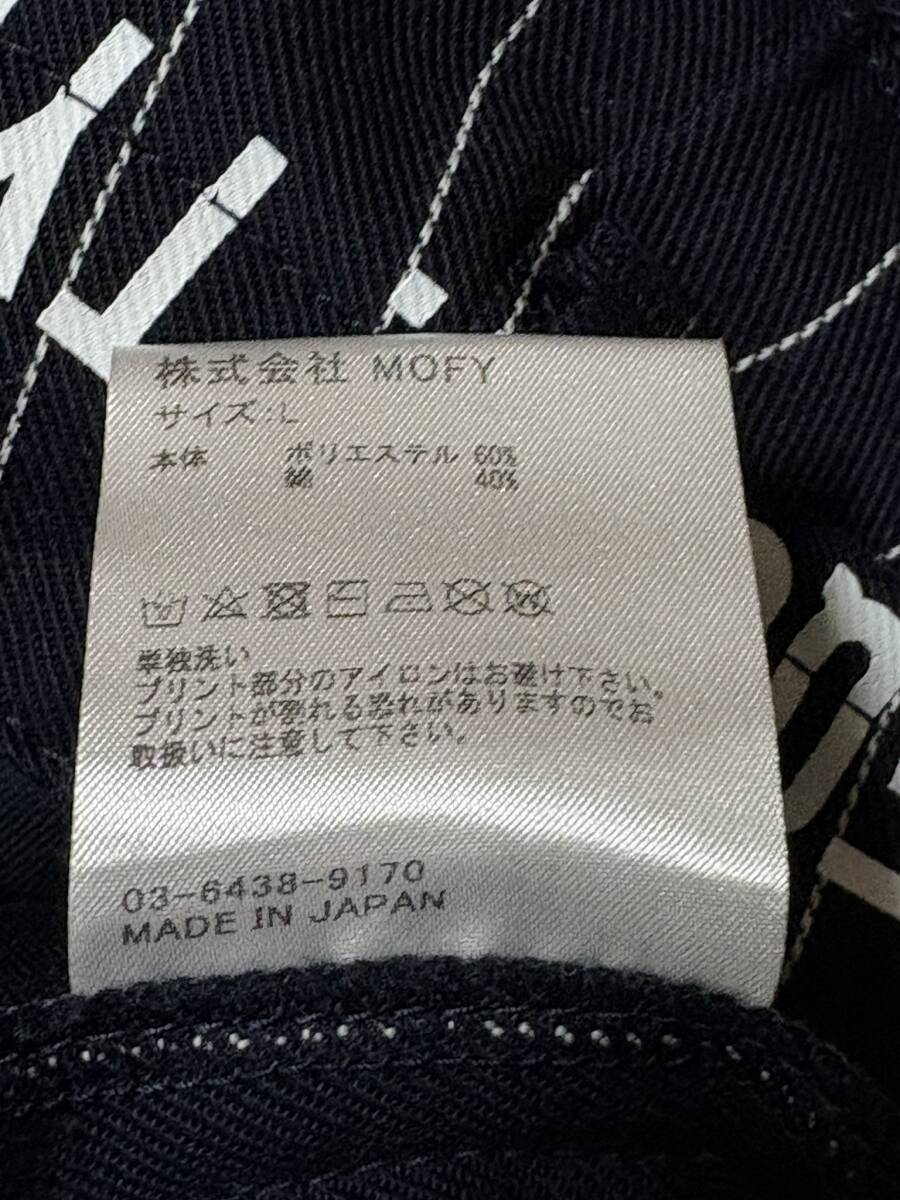 株式会社 MOFY
サイズ:L
本体 ポリエステル 60%
綿 40%
単独洗い
プリント部分のアイロンはお避け下さい。
プリントが割れる恐れがありますのでお
取扱いに注意して下さい。
03-6438-9170
MADE IN JAPAN